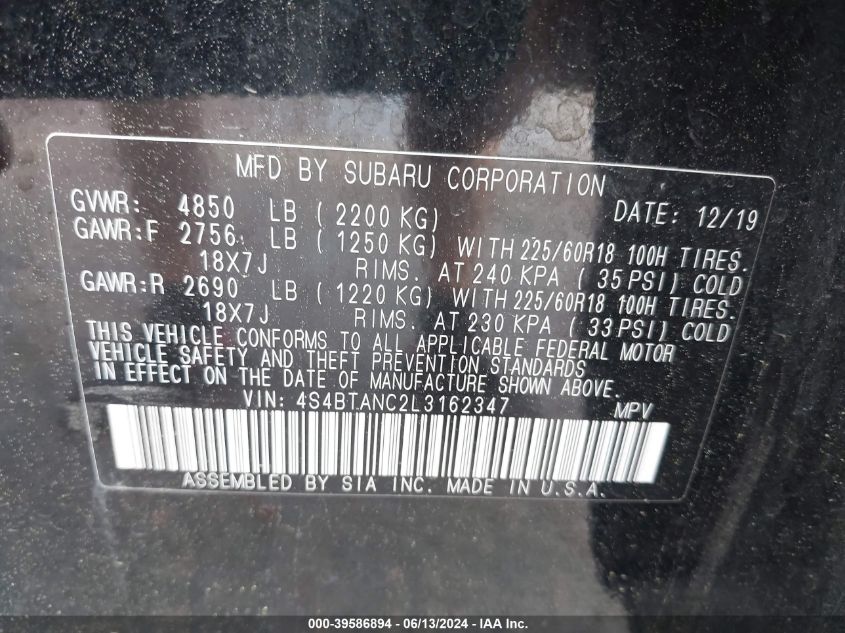 MFD BY SUBARU CORPORATION
GVWR: 4850 LB ( 2200 KG) DATE: 12/19
GAWR:F 2756 LB ( 1250 KG) WITH 225/60R18 100H TIRES.
18X7J RIMS. AT 240 KPA ( 35 PSI) COLD
GAWR:R 2690 LB ( 1220 KG) WITH 225/60R18 100H TIRES.
18X7J RIMS. AT 230 KPA ( 33 PSI) COLD
THIS VEHICLE CONFORMS TO ALL APPLICABLE FEDERAL MOTOR
VEHICLE SAFETY AND THEFT PREVENTION STANDARDS
IN EFFECT ON THE DATE OF MANUFACTURE SHOWN ABOVE.
VIN: 4S4BTANC2L3162347 MPV
ASSEMBLED BY SIA INC. MADE IN U.S.A.
000-39586894 - 06/13/2024 - IAA Inc.